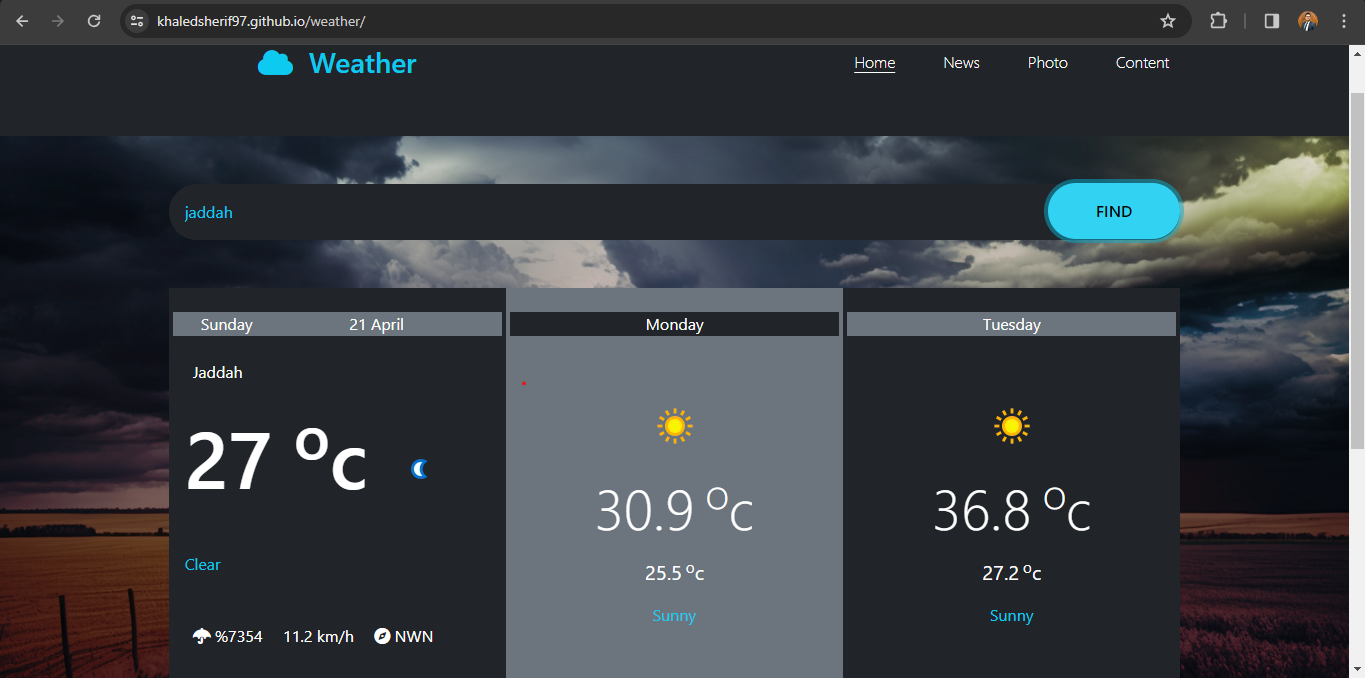 khaledsherif97.github.io/weather/
Weather
Home News Photo Content
jaddah
FIND
Sunday 21 April
Jaddah
27 °c
Clear
%7354 11.2 km/h NWN
Monday
30.9 °c
25.5 °c
Sunny
Tuesday
36.8 °c
27.2 °c
Sunny